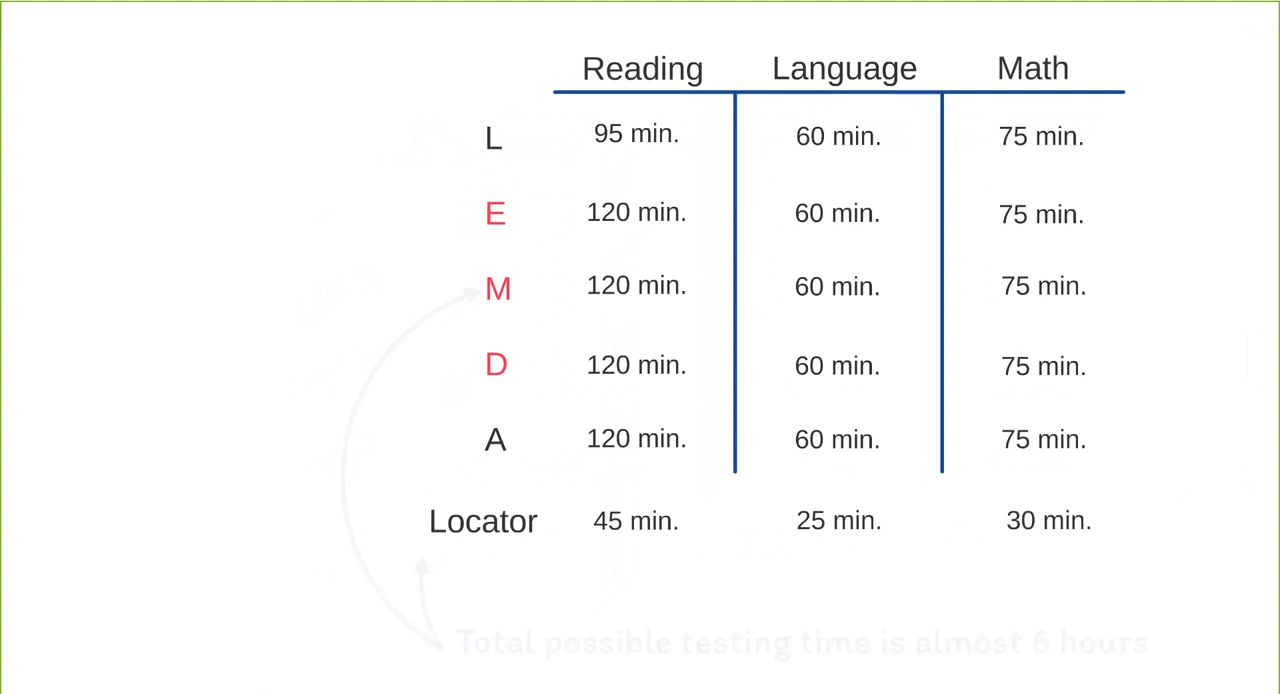 Reading Language Math
L 95 min. 60 min. 75 min.
E 120 min. 60 min. 75 min.
M 120 min. 60 min. 75 min.
D 120 min. 60 min. 75 min.
A 120 min. 60 min. 75 min.
Locator 45 min. 25 min. 30 min.
Total possible testing time is almost 6 hours